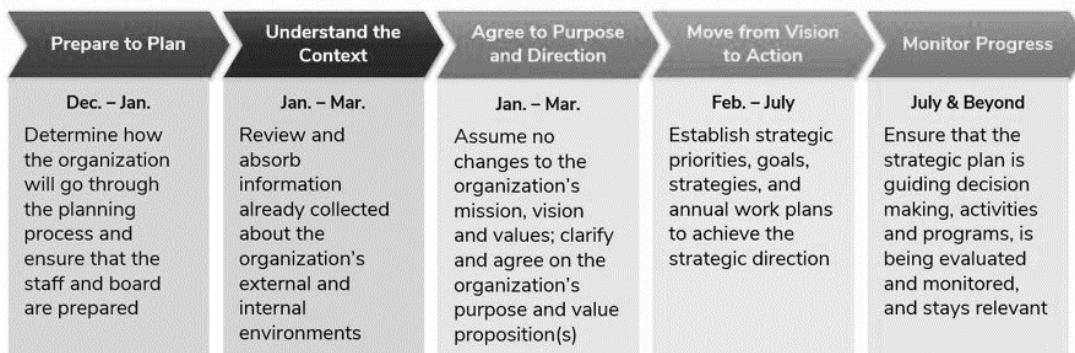 Prepare to Plan
Dec. – Jan.
Determine how
the organization
will go through
the planning
process and
ensure that the
staff and board
are prepared
Understand the
Context
Jan. – Mar.
Review and
absorb
information
already collected
about the
organization's
external and
internal
environments
Agree to Purpose
and Direction
Jan. – Mar.
Assume no
changes to the
organization's
mission, vision
and values; clarify
and agree on the
organization's
purpose and value
proposition(s)
Move from Vision
to Action
Feb. – July
Establish strategic
priorities, goals,
strategies, and
annual work plans
to achieve the
strategic direction
Monitor Progress
July & Beyond
Ensure that the
strategic plan is
guiding decision
making, activities
and programs, is
being evaluated
and monitored,
and stays relevant